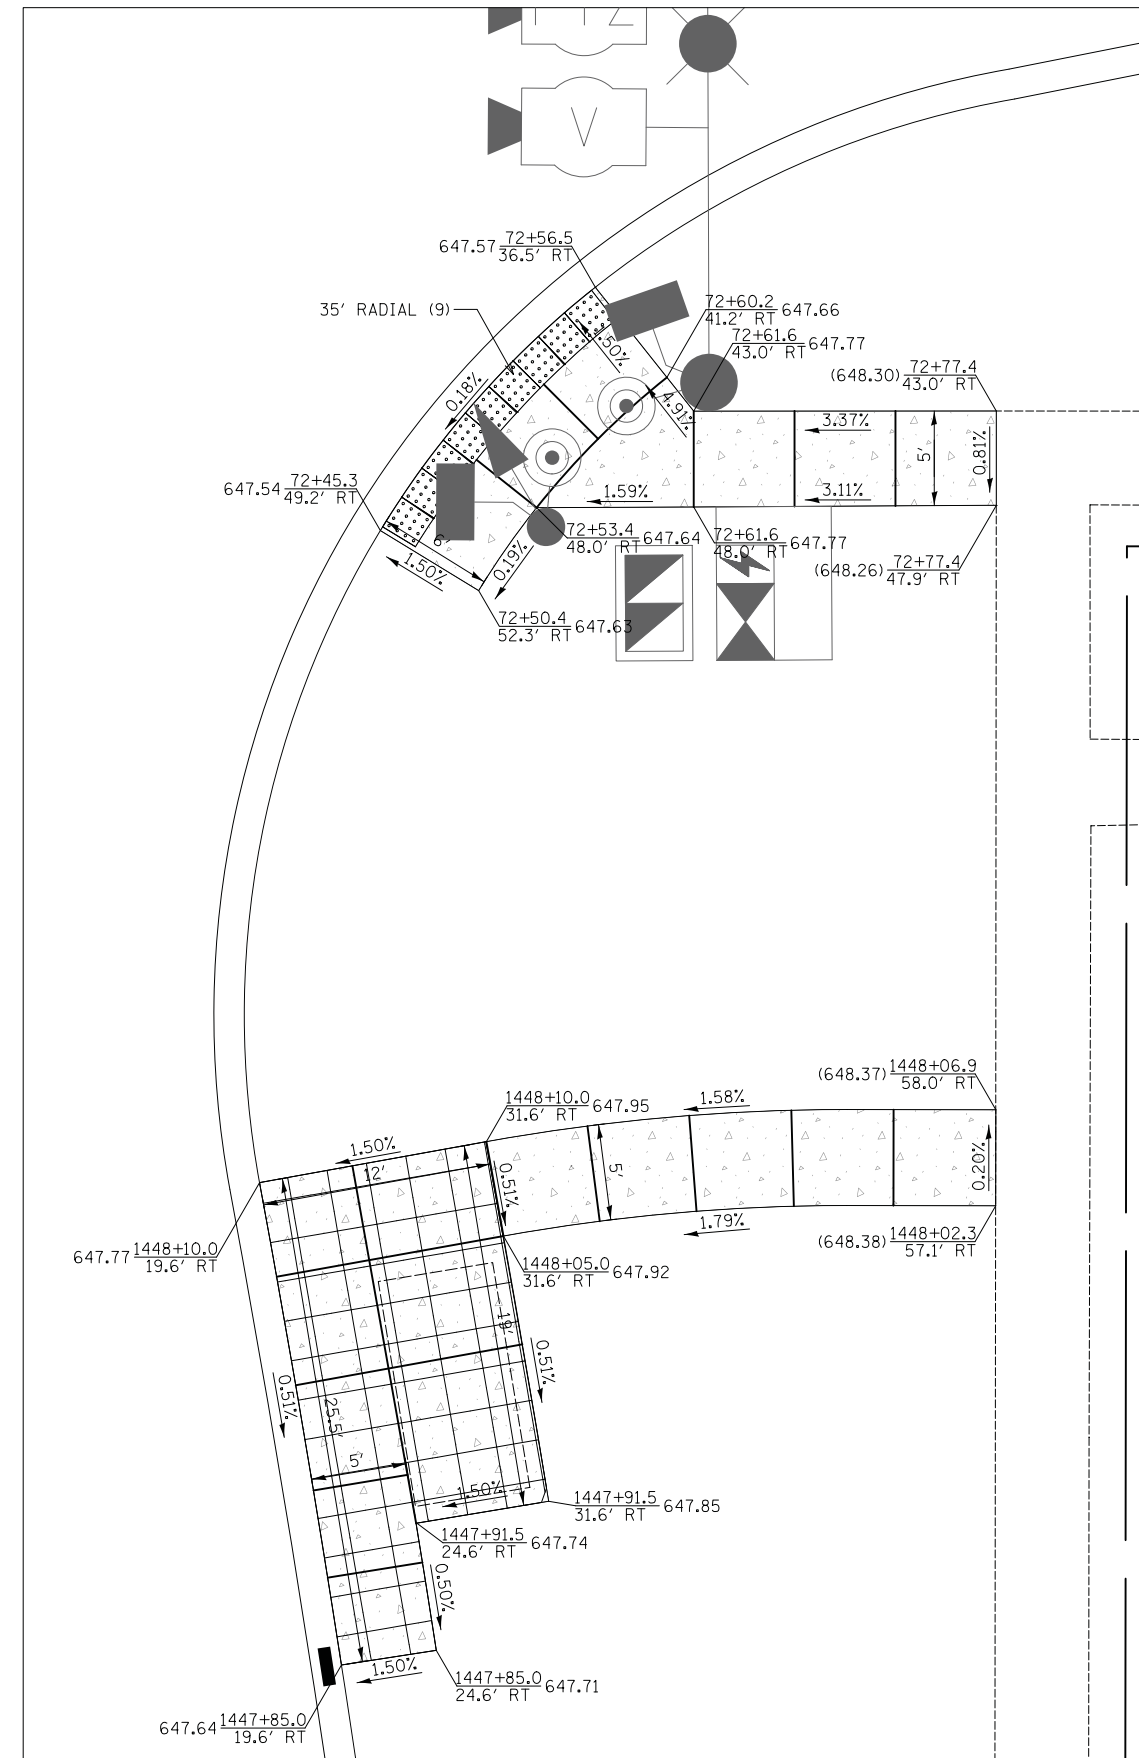 PTZ
V
72+56.5
647.57
36.5' RT
35' RADIAL (9)
72+60.2
647.66
41.2' RT
72+61.6
647.77
43.0' RT
(648.30)
72+77.4
43.0' RT
0.18%
1.50%
4.91%
3.37%
5'
0.81%
647.54
72+45.3
49.2' RT
1.59%
3.11%
6'
1.50%
0.19%
72+53.4
647.64
48.0' RT
72+61.6
647.77
48.0' RT
(648.26)
72+77.4
47.9' RT
72+50.4
647.63
52.3' RT
(648.37)
1448+06.9
58.0' RT
1448+10.0
647.95
31.6' RT
1.58%
1.50%
12'
0.51%
5'
0.20%
1.79%
(648.38)
1448+02.3
57.1' RT
647.77
1448+10.0
19.6' RT
1448+05.0
647.92
31.6' RT
19'
0.51%
0.51%
25.5'
5'
1.50%
1447+91.5
647.85
31.6' RT
1447+91.5
647.74
24.6' RT
0.50%
1.50%
1447+85.0
647.71
24.6' RT
647.64
1447+85.0
19.6' RT